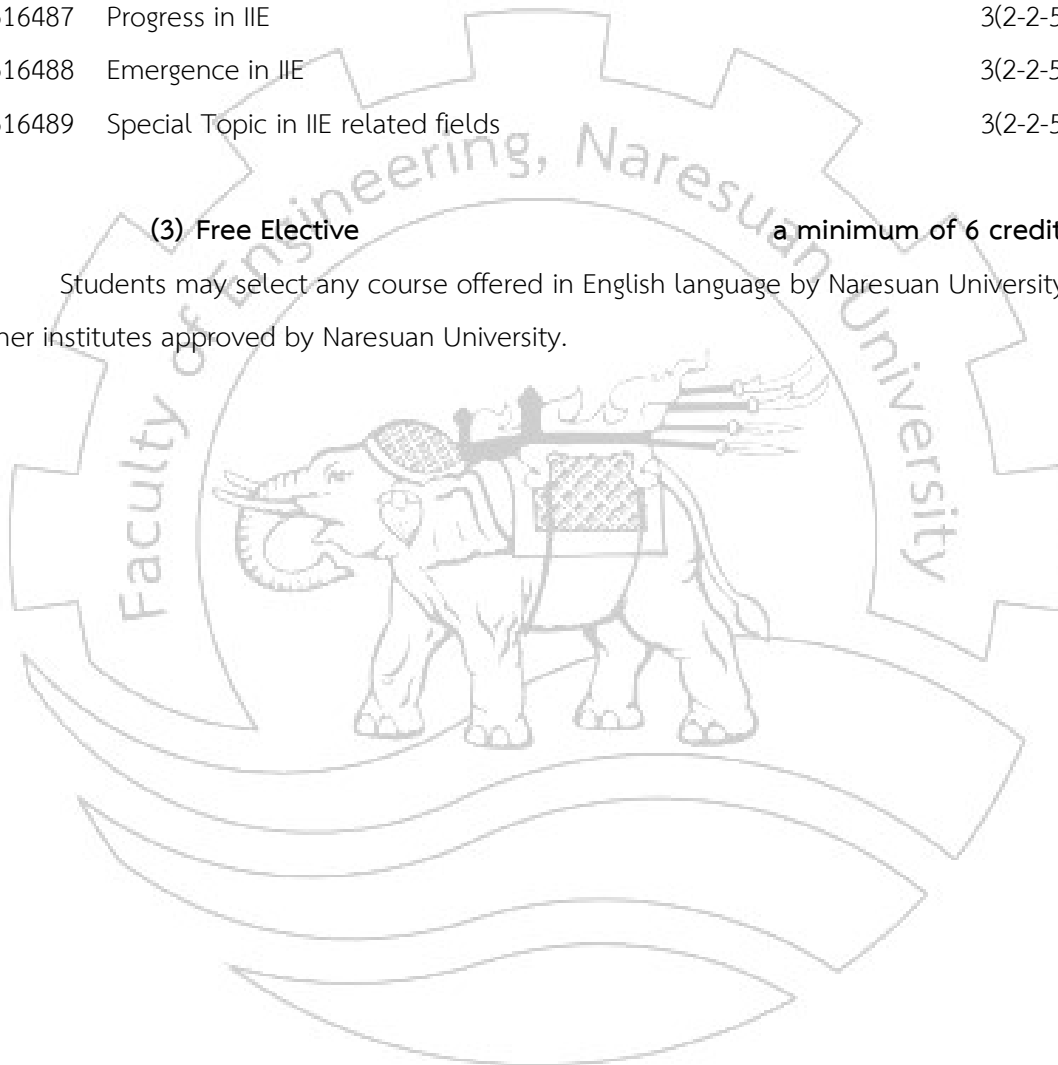 16487 Progress in IIE 3(2-2-5
16488 Emergence in IIE 3(2-2-5
16489 Special Topic in IIE related fields 3(2-2-5
Faculty of Engineering, Naresuan University
(3) Free Elective a minimum of 6 credit
Students may select any course offered in English language by Naresuan University
her institutes approved by Naresuan University.